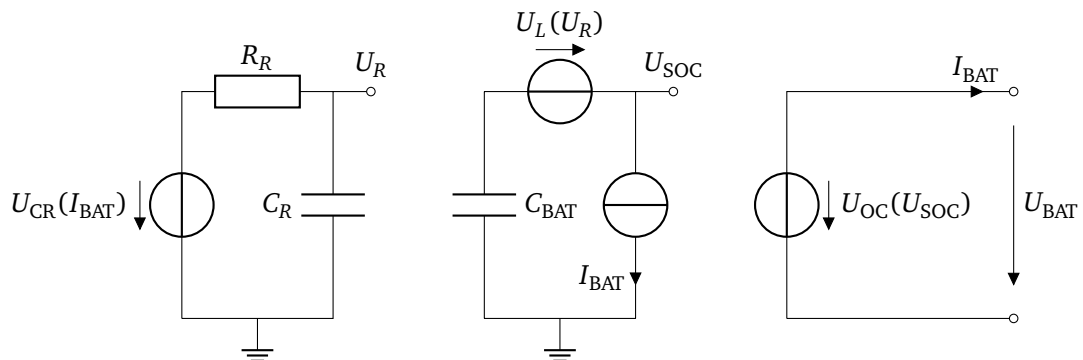 U_L(U_R)
R_R
U_R
U_SOC
I_BAT
U_CR(I_BAT)
C_R
C_BAT
U_OC(U_SOC)
U_BAT
I_BAT